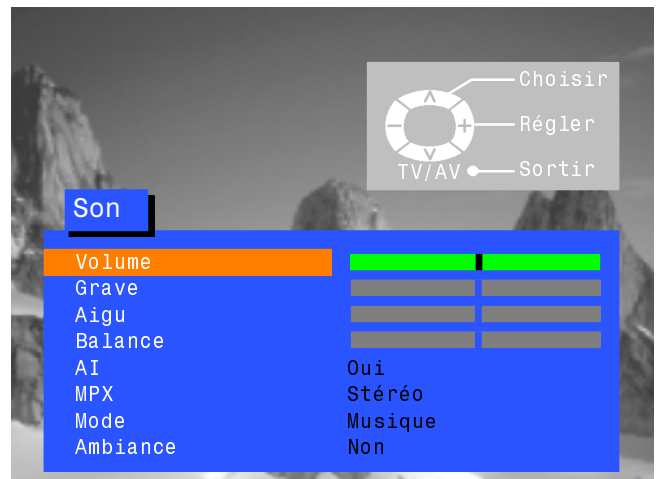 Choisir
Régler
TV/AV Sortir
Son
Volume
Grave
Aigu
Balance
AI Oui
MPX Stéréo
Mode Musique
Ambiance Non